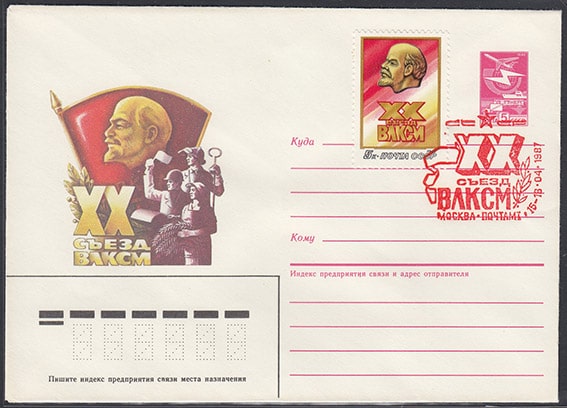 XX
СЪЕЗД
ВЛКСМ
XX
СЪЕЗД
ВЛКСМ
5к·ПОЧТА СССР
5к
XX
СЪЕЗД
ВЛКСМ
МОСКВА·ПОЧТАМТ
15-18·04·1987
Куда
Кому
Индекс предприятия связи и адрес отправителя
Пишите индекс предприятия связи места назначения